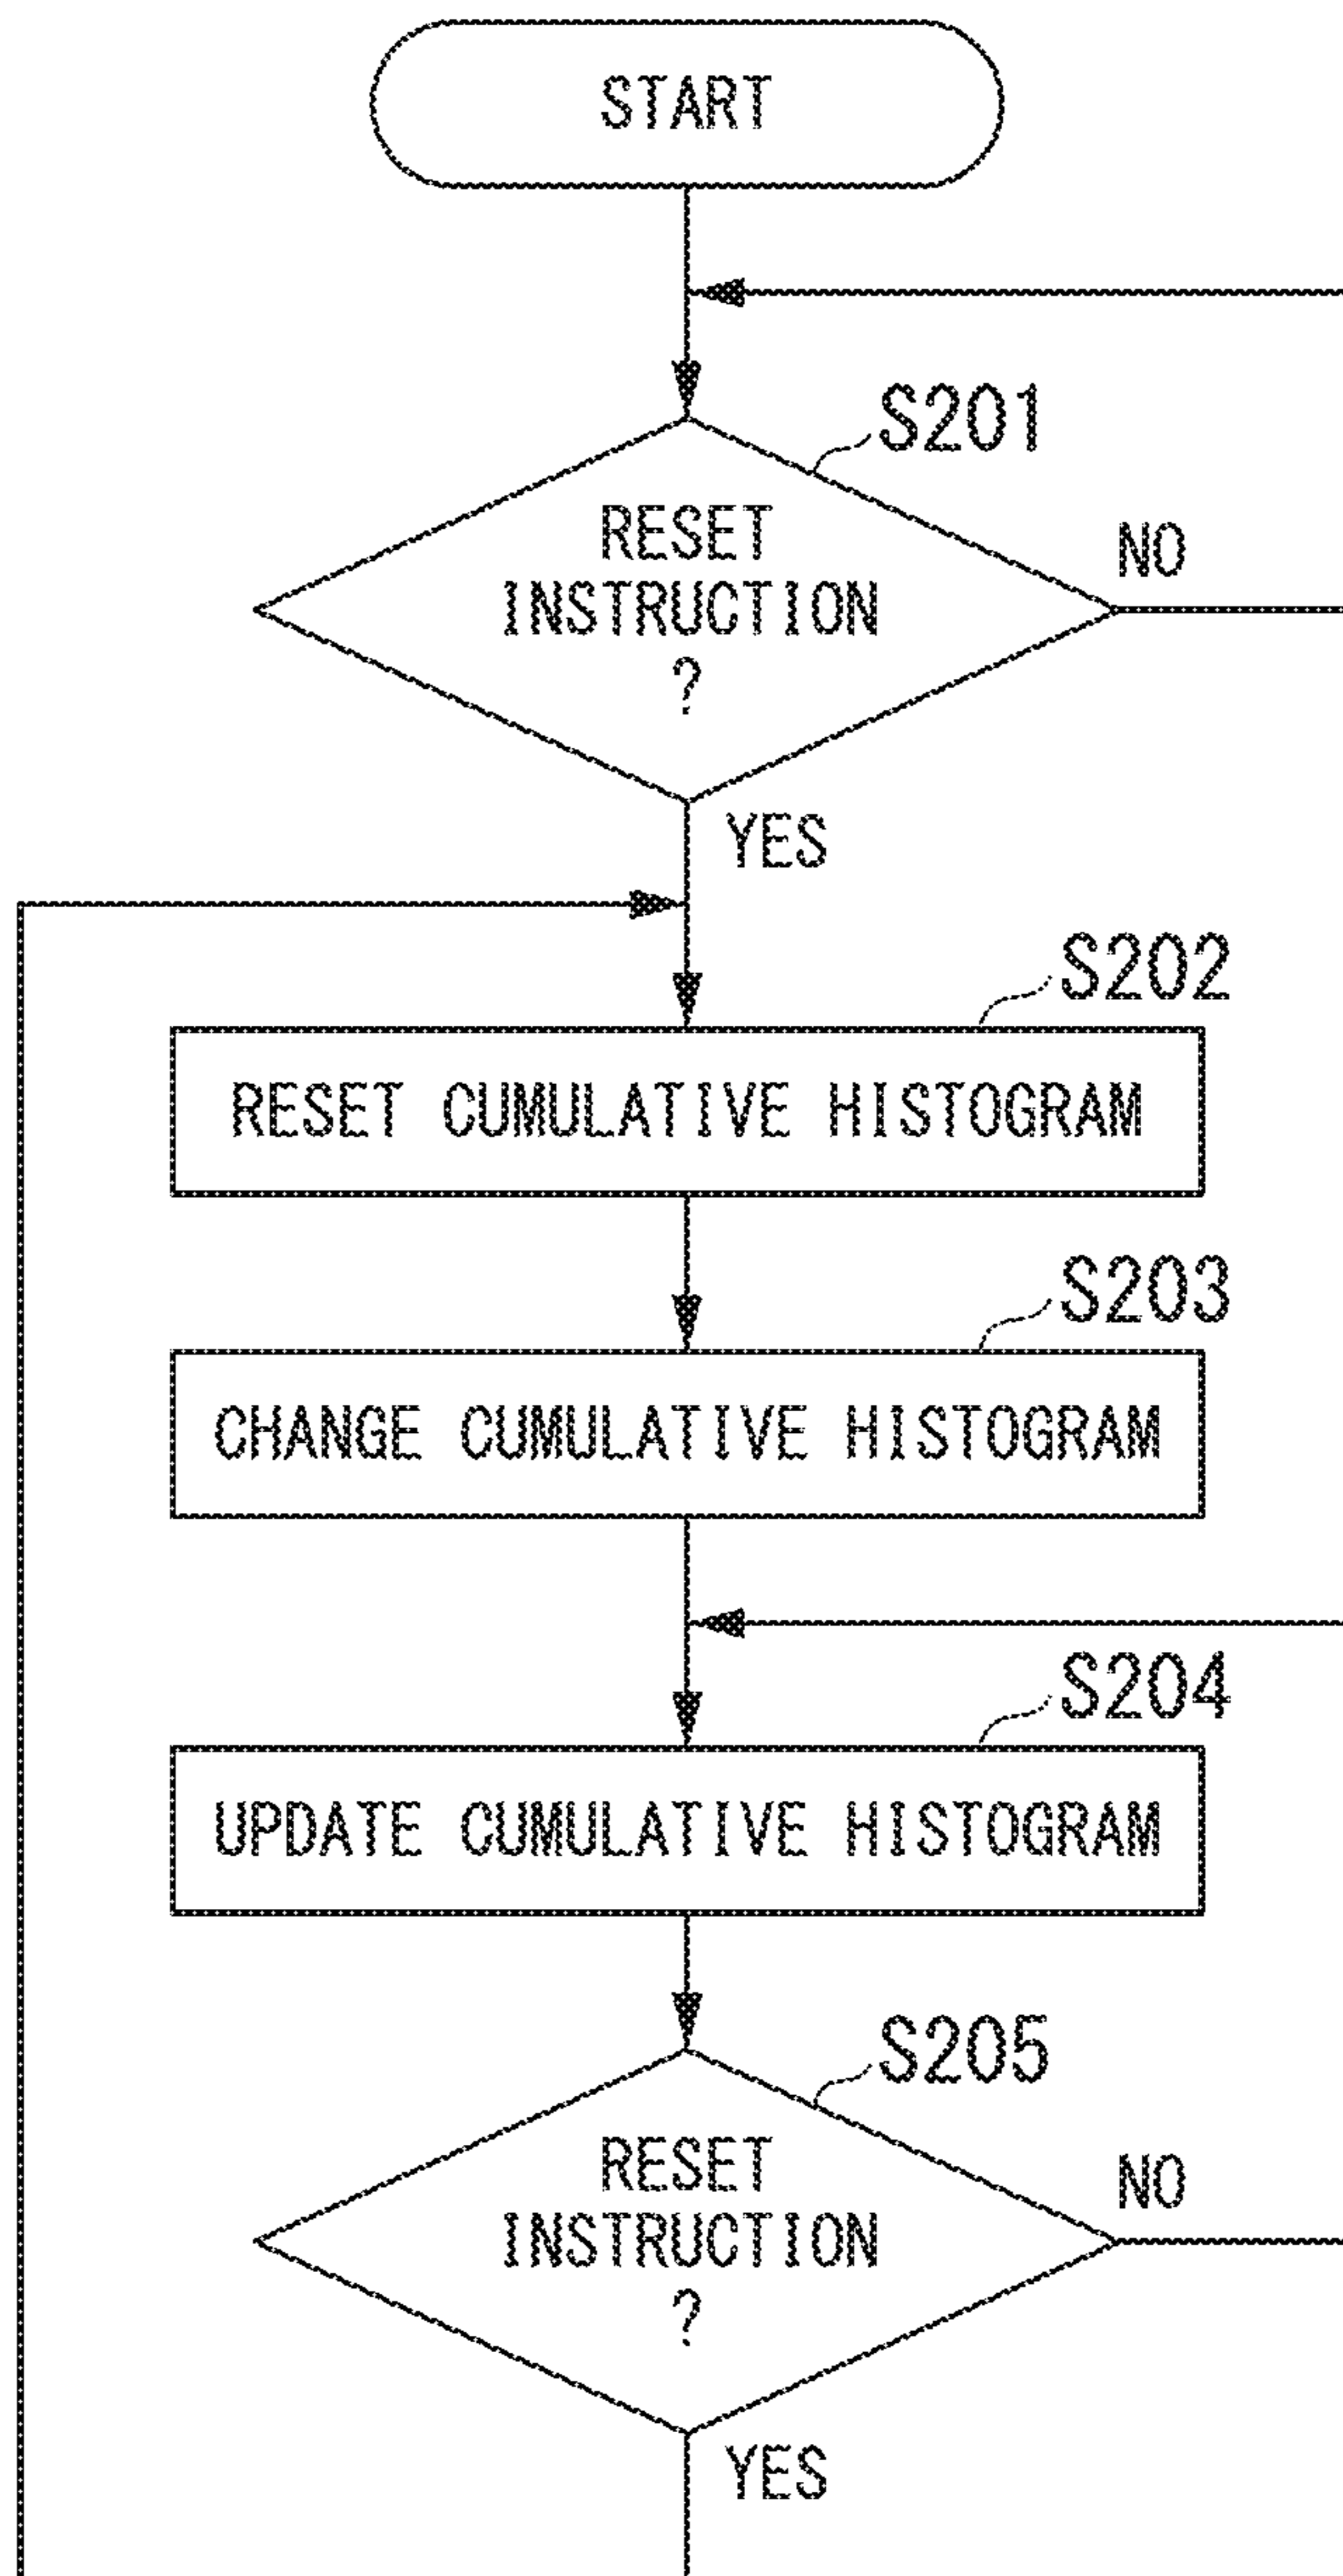 START
S201
RESET
INSTRUCTION
?
NO
YES
S202
RESET CUMULATIVE HISTOGRAM
S203
CHANGE CUMULATIVE HISTOGRAM
S204
UPDATE CUMULATIVE HISTOGRAM
S205
RESET
INSTRUCTION
?
NO
YES